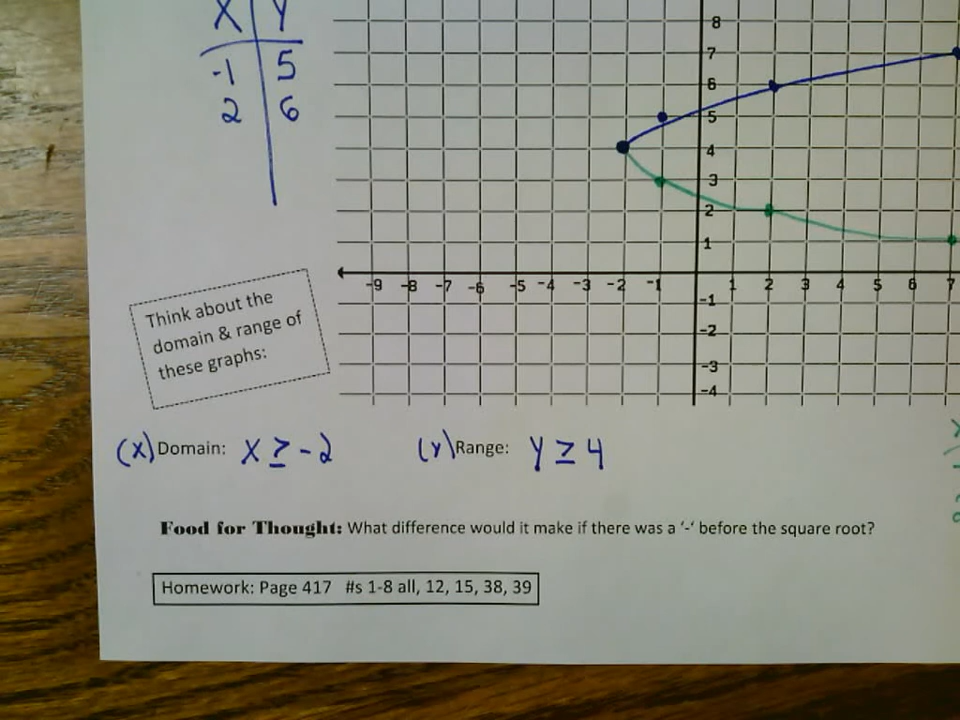 X Y
-1 5
2 6
8
7
6
5
4
3
2
1
-9 -8 -7 -6 -5 -4 -3 -2 -1 1 2 3 4 5 6 7
-1
-2
-3
-4
Think about the
domain & range of
these graphs:
(x) Domain: X ≥ -2
(y) Range: Y ≥ 4
Food for Thought: What difference would it make if there was a ‘-‘ before the square root?
Homework: Page 417 #s 1-8 all, 12, 15, 38, 39